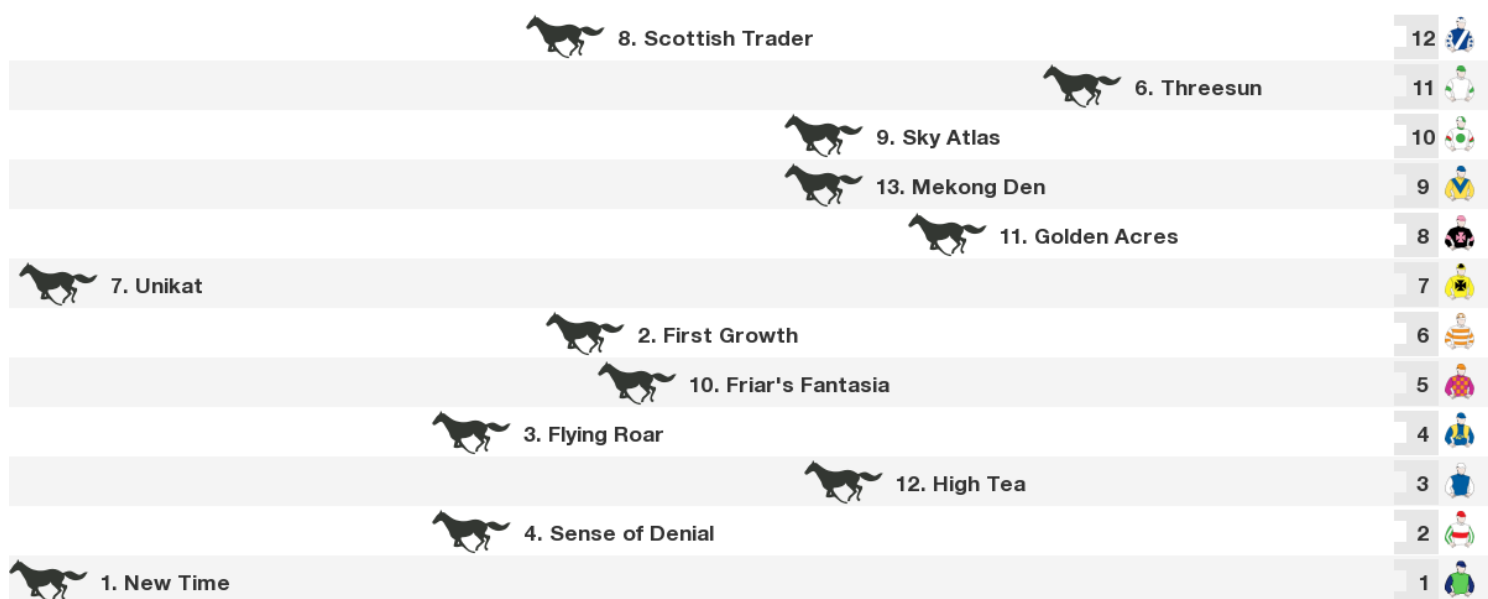 8. Scottish Trader 12
6. Threesun 11
9. Sky Atlas 10
13. Mekong Den 9
11. Golden Acres 8
7. Unikat 7
2. First Growth 6
10. Friar's Fantasia 5
3. Flying Roar 4
12. High Tea 3
4. Sense of Denial 2
1. New Time 1